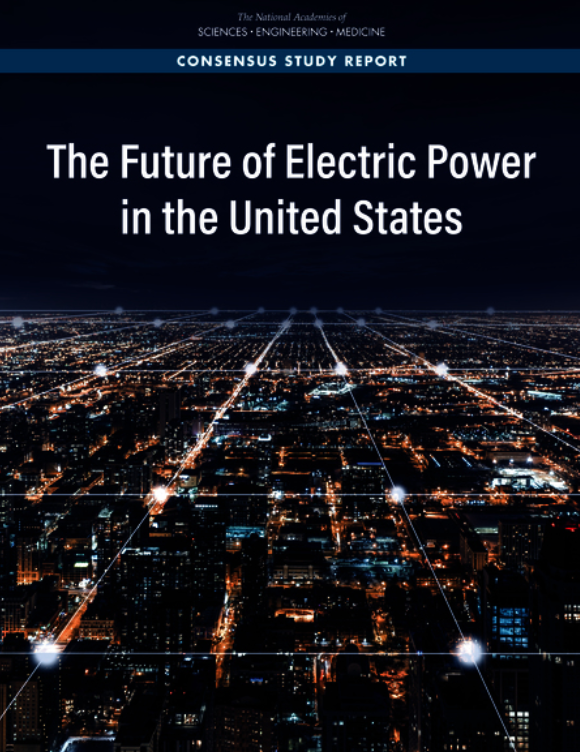 The National Academies of
SCIENCES · ENGINEERING · MEDICINE
CONSENSUS STUDY REPORT
The Future of Electric Power
in the United States